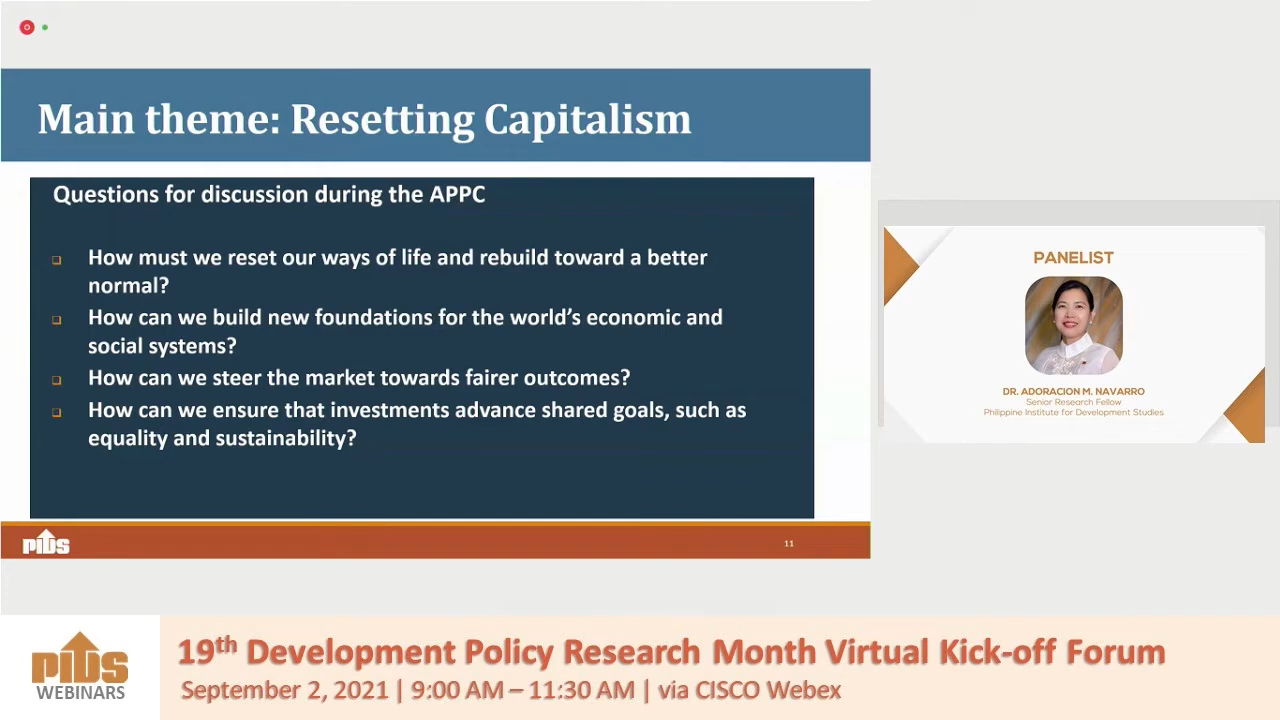 Main theme: Resetting Capitalism
Questions for discussion during the APPC
How must we reset our ways of life and rebuild toward a better
normal?
How can we build new foundations for the world's economic and
social systems?
How can we steer the market towards fairer outcomes?
How can we ensure that investments advance shared goals, such as
equality and sustainability?
PIDS
11
PANELIST
DR. ADORACION M. NAVARRO
Senior Research Fellow
Philippine Institute for Development Studies
PIDS
WEBINARS
19th Development Policy Research Month Virtual Kick-off Forum
September 2, 2021 | 9:00 AM – 11:30 AM | via CISCO Webex